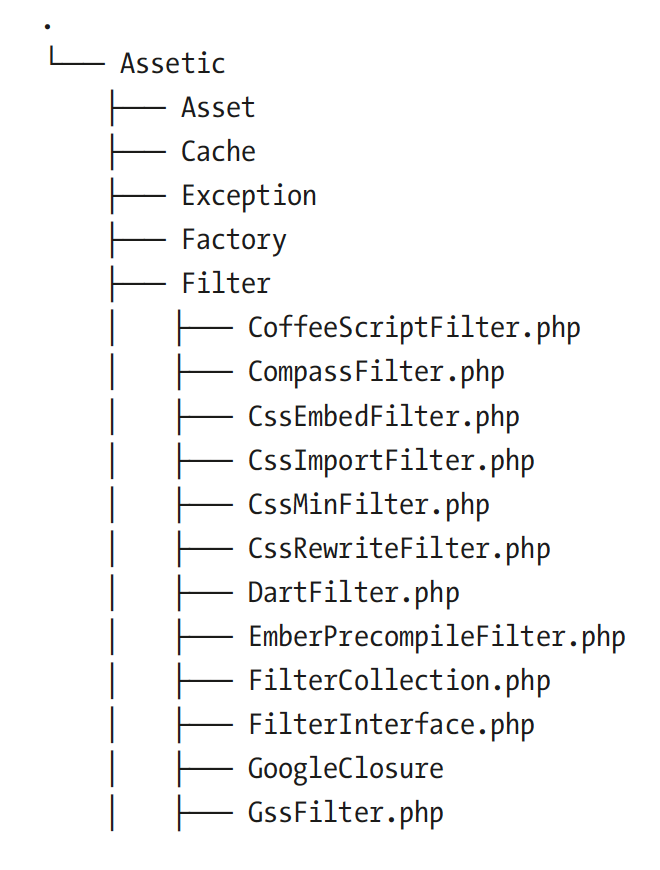 .
└── Assetic
    ├── Asset
    ├── Cache
    ├── Exception
    ├── Factory
    ├── Filter
    │   ├── CoffeeScriptFilter.php
    │   ├── CompassFilter.php
    │   ├── CssEmbedFilter.php
    │   ├── CssImportFilter.php
    │   ├── CssMinFilter.php
    │   ├── CssRewriteFilter.php
    │   ├── DartFilter.php
    │   ├── EmberPrecompileFilter.php
    │   ├── FilterCollection.php
    │   ├── FilterInterface.php
    │   ├── GoogleClosure
    │   ├── GssFilter.php